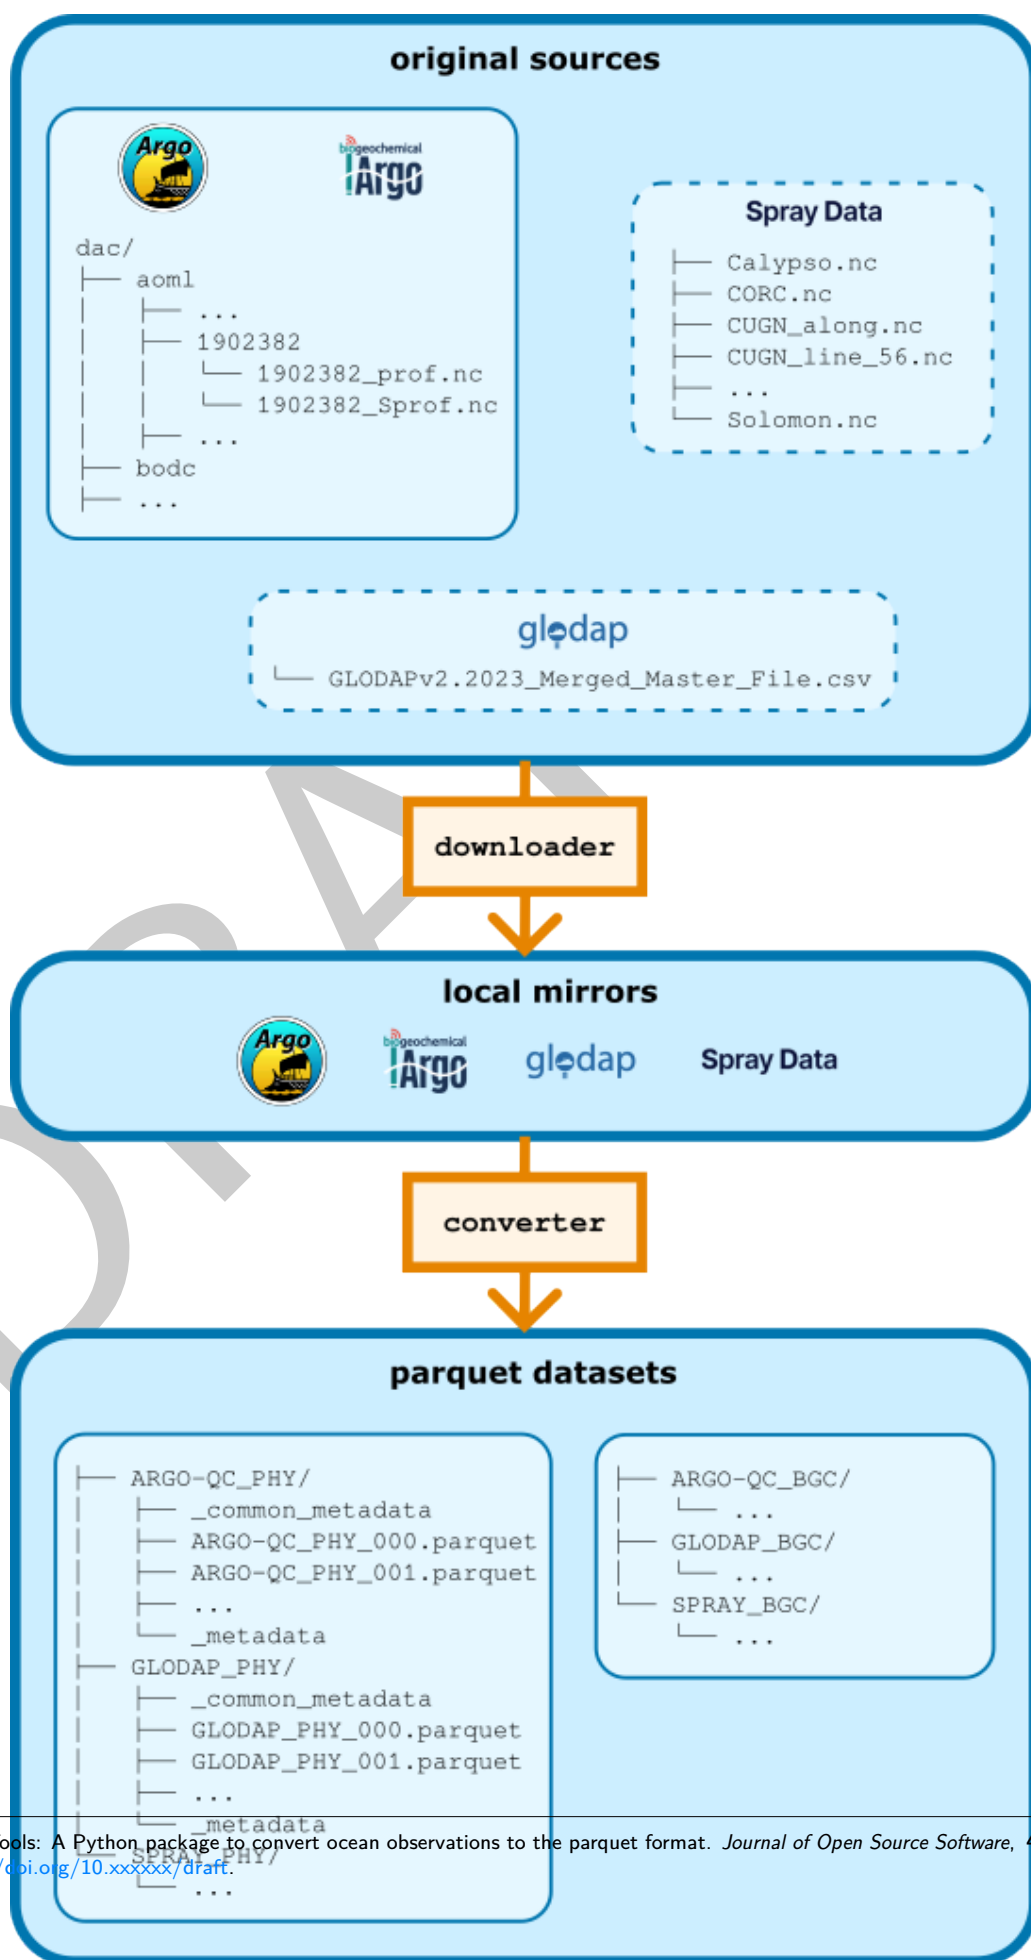 original sources
Argo
biogeochemical
Argo
dac/
├── aoml
│   ├── ...
│   ├── 1902382
│   │   └── 1902382_prof.nc
│   │   └── 1902382_Sprof.nc
│   ├── ...
├── bodc
├── ...
Spray Data
├── Calypso.nc
├── CORC.nc
├── CUGN_along.nc
├── CUGN_line_56.nc
├── ...
└── Solomon.nc
glodap
└── GLODAPv2.2023_Merged_Master_File.csv
downloader
local mirrors
Argo
biogeochemical
Argo
glodap
Spray Data
converter
parquet datasets
├── ARGO-QC_PHY/
│   ├── _common_metadata
│   ├── ARGO-QC_PHY_000.parquet
│   ├── ARGO-QC_PHY_001.parquet
│   ├── ...
│   └── _metadata
├── GLODAP_PHY/
│   ├── _common_metadata
│   ├── GLODAP_PHY_000.parquet
│   ├── GLODAP_PHY_001.parquet
│   ├── ...
│   └── _metadata
└── SPRAY_PHY/
    └── ...
├── ARGO-QC_BGC/
│   └── ...
├── GLODAP_BGC/
│   └── ...
└── SPRAY_BGC/
    └── ...
ools: A Python package to convert ocean observations to the parquet format. Journal of Open Source Software,
/doi.org/10.xxxxxx/draft.
DRA